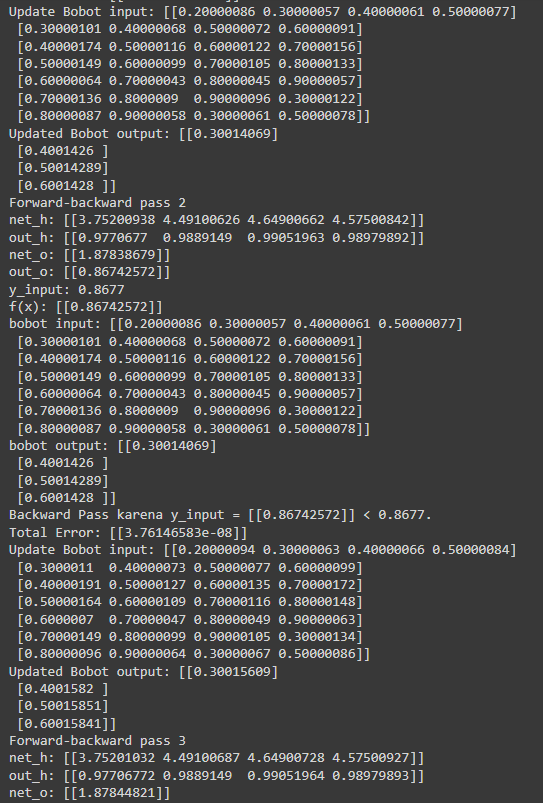 Update Bobot input: [[0.20000086 0.30000057 0.40000061 0.50000077]
[0.30000101 0.40000068 0.50000072 0.60000091]
[0.40000174 0.50000116 0.60000122 0.70000156]
[0.50000149 0.60000099 0.70000105 0.80000133]
[0.60000064 0.70000043 0.80000045 0.90000057]
[0.70000136 0.8000009  0.90000096 0.30000122]
[0.80000087 0.90000058 0.30000061 0.50000078]]
Updated Bobot output: [[0.30014069]
[0.4001426 ]
[0.50014289]
[0.6001428 ]]
Forward-backward pass 2
net_h: [[3.75200938 4.49100626 4.64900662 4.57500842]]
out_h: [[0.9770677  0.9889149  0.99051963 0.98979892]]
net_o: [[1.87838679]]
out_o: [[0.86742572]]
y_input: 0.8677
f(x): [[0.86742572]]
bobot input: [[0.20000086 0.30000057 0.40000061 0.50000077]
[0.30000101 0.40000068 0.50000072 0.60000091]
[0.40000174 0.50000116 0.60000122 0.70000156]
[0.50000149 0.60000099 0.70000105 0.80000133]
[0.60000064 0.70000043 0.80000045 0.90000057]
[0.70000136 0.8000009  0.90000096 0.30000122]
[0.80000087 0.90000058 0.30000061 0.50000078]]
bobot output: [[0.30014069]
[0.4001426 ]
[0.50014289]
[0.6001428 ]]
Backward Pass karena y_input = [[0.86742572]] < 0.8677.
Total Error: [[3.76146583e-08]]
Update Bobot input: [[0.20000094 0.30000063 0.40000066 0.50000084]
[0.3000011  0.40000073 0.50000077 0.60000099]
[0.40000191 0.50000127 0.60000135 0.70000172]
[0.50000164 0.60000109 0.70000116 0.80000148]
[0.6000007  0.70000047 0.80000049 0.90000063]
[0.70000149 0.80000099 0.90000105 0.30000134]
[0.80000096 0.90000064 0.30000067 0.50000086]]
Updated Bobot output: [[0.30015609]
[0.4001582 ]
[0.50015851]
[0.60015841]]
Forward-backward pass 3
net_h: [[3.75201032 4.49100687 4.64900728 4.57500927]]
out_h: [[0.97706772 0.9889149  0.99051964 0.98979893]]
net_o: [[1.87844821]]